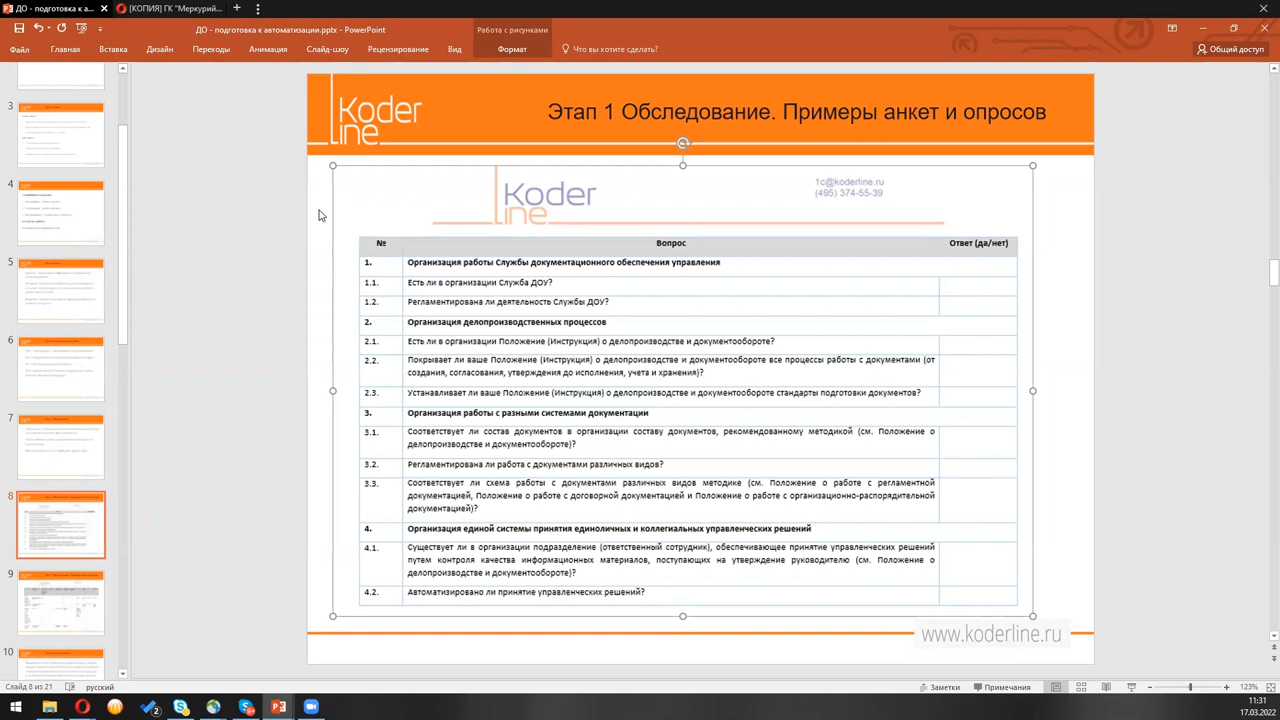 ДО - подготовка к а...
[КОПИЯ] ГК "Меркурий...
ДО - подготовка к автоматизации.pptx - PowerPoint
Работа с рисунками
Файл
Главная
Вставка
Дизайн
Переходы
Анимация
Слайд-шоу
Рецензирование
Вид
Формат
Что вы хотите сделать?
Общий доступ
3
4
5
6
7
8
9
10
Koder
line
Этап 1 Обследование. Примеры анкет и опросов
Koder
line
1c@koderline.ru
(495) 374-55-39
№ Вопрос Ответ (да/нет)
1. Организация работы Службы документационного обеспечения управления
1.1. Есть ли в организации Служба ДОУ?
1.2. Регламентирована ли деятельность Службы ДОУ?
2. Организация делопроизводственных процессов
2.1. Есть ли в организации Положение (Инструкция) о делопроизводстве и документообороте?
2.2. Покрывает ли ваше Положение (Инструкция) о делопроизводстве и документообороте все процессы работы с документами (от
создания, согласования, утверждения до исполнения, учета и хранения)?
2.3. Устанавливает ли ваше Положение (Инструкция) о делопроизводстве и документообороте стандарты подготовки документов?
3. Организация работы с разными системами документации
3.1. Соответствует ли состав документов в организации составу документов, рекомендованному методикой (см. Положение о
делопроизводстве и документообороте)?
3.2. Регламентирована ли работа с документами различных видов?
3.3. Соответствует ли схема работы с документами различных видов методике (см. Положение о работе с регламентной
документацией, Положение о работе с договорной документацией и Положение о работе с организационно-распорядительной
документацией)?
4. Организация единой системы принятия единоличных и коллегиальных управленческих решений
4.1. Существует ли в организации подразделение (ответственный сотрудник), обеспечивающее принятие управленческих решений
путем контроля качества информационных материалов, поступающих на утверждение руководителю (см. Положение о
делопроизводстве и документообороте)?
4.2. Автоматизировано ли принятие управленческих решений?
www.koderline.ru
Слайд 8 из 21
русский
Заметки
Примечания
123%
11:31
17.03.2022